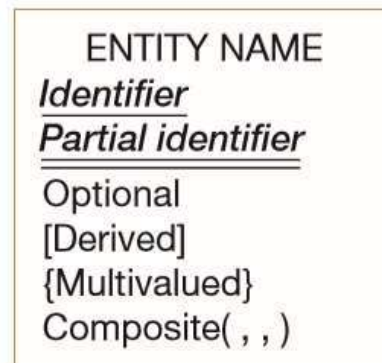 ENTITY NAME
Identifier
Partial identifier
Optional
[Derived]
{Multivalued}
Composite( , , )